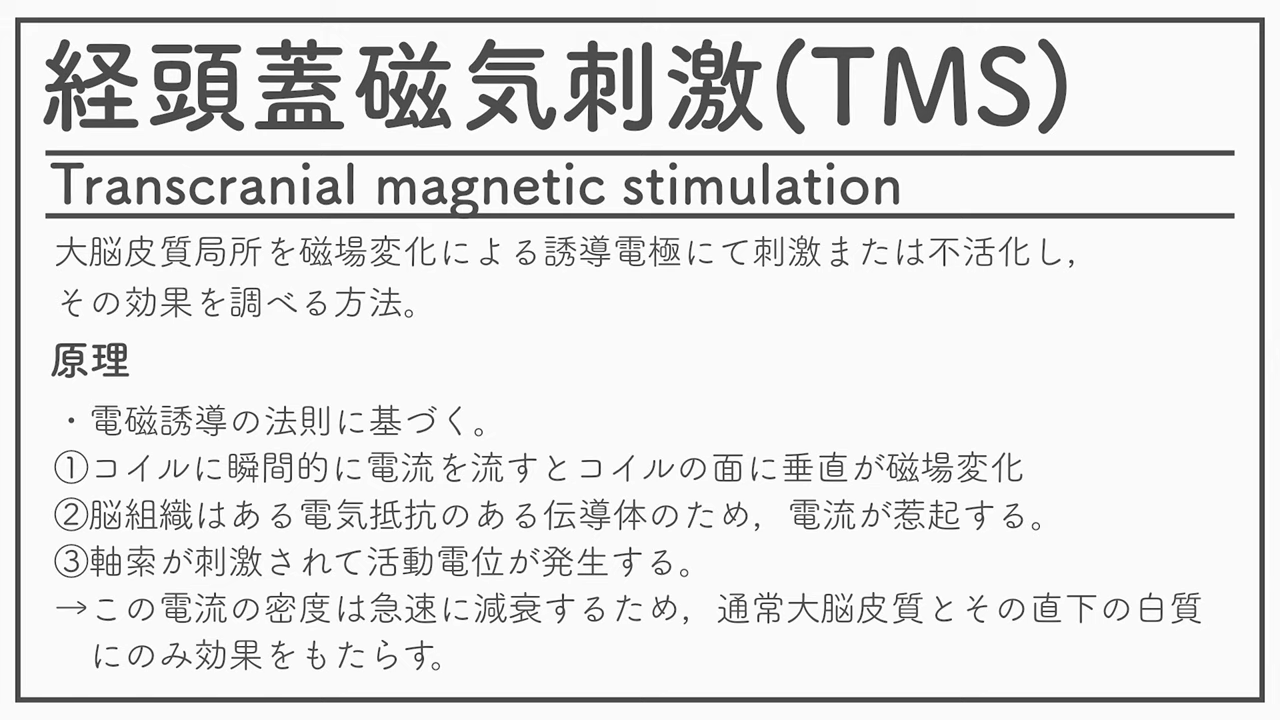 経頭蓋磁気刺激(TMS)
Transcranial magnetic stimulation
大脳皮質局所を磁場変化による誘導電極にて刺激または不活化し，
その効果を調べる方法。
原理
・電磁誘導の法則に基づく。
①コイルに瞬間的に電流を流すとコイルの面に垂直が磁場変化
②脳組織はある電気抵抗のある伝導体のため，電流が惹起する。
③軸索が刺激されて活動電位が発生する。
→この電流の密度は急速に減衰するため，通常大脳皮質とその直下の白質
にのみ効果をもたらす。